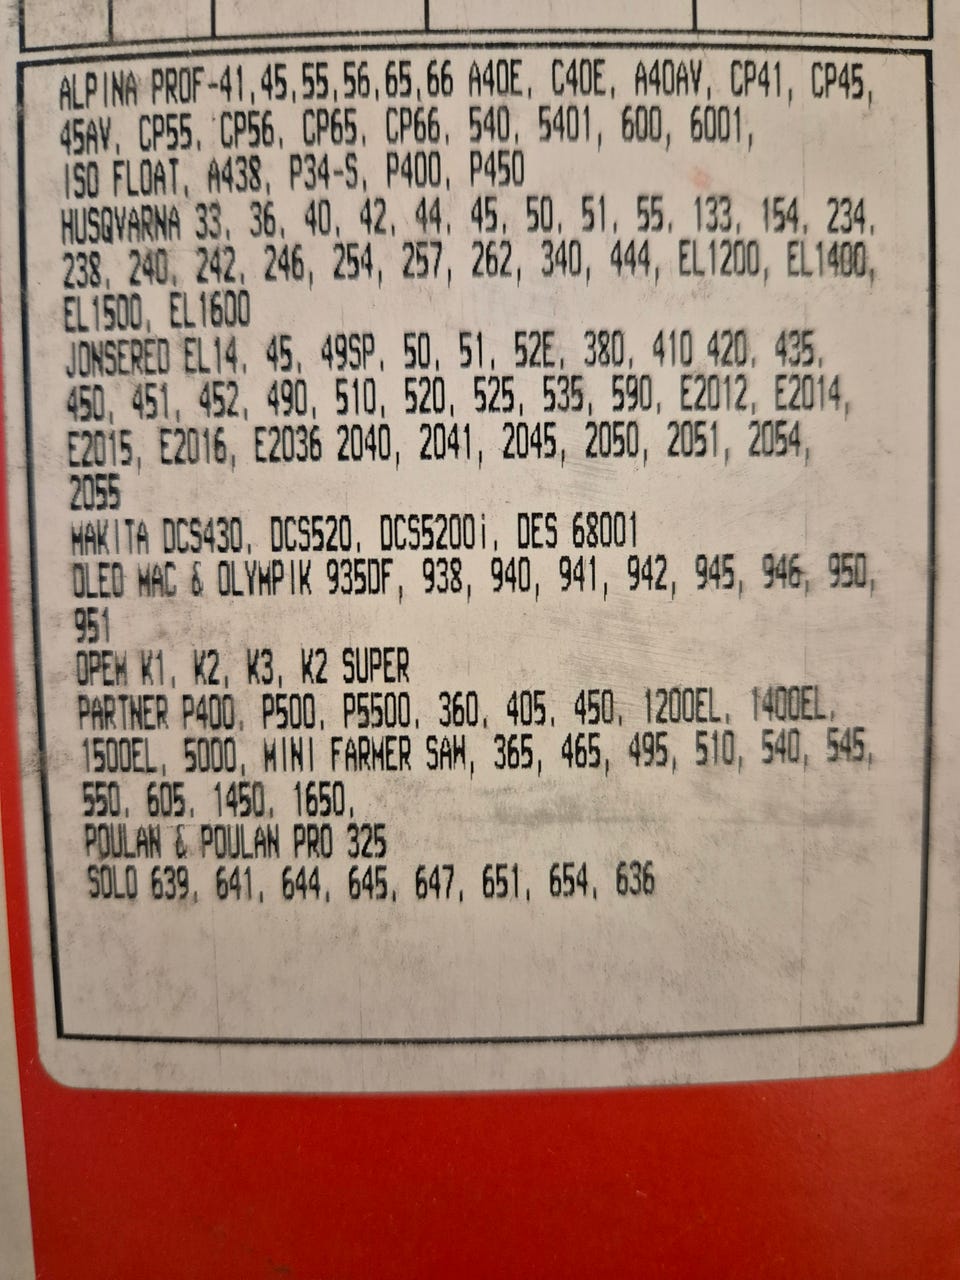 ALPINA PROF-41,45,55,56,65,66 A40E, C40E, A40AV, CP41, CP45,
45AV, CP55, CP56, CP65, CP66, 540, 5401, 600, 6001,
ISO FLOAT, A438, P34-S, P400, P450
HUSQVARNA 33, 36, 40, 42, 44, 45, 50, 51, 55, 133, 154, 234,
238, 240, 242, 246, 254, 257, 262, 340, 444, EL1200, EL1400,
EL1500, EL1600
JONSERED EL14, 45, 49SP, 50, 51, 52E, 380, 410 420, 435,
450, 451, 452, 490, 510, 520, 525, 535, 590, E2012, E2014,
E2015, E2016, E2036 2040, 2041, 2045, 2050, 2051, 2054,
2055
MAKITA DCS430, DCS520, DCS5200i, DES 68001
OLEO MAC & OLYMPIK 935DF, 938, 940, 941, 942, 945, 946, 950,
951
OPEM K1, K2, K3, K2 SUPER
PARTNER P400, P500, P5500, 360, 405, 450, 1200EL, 1400EL,
1500EL, 5000, MINI FARMER SAW, 365, 465, 495, 510, 540, 545,
550, 605, 1450, 1650,
POULAN & POULAN PRO 325
SOLO 639, 641, 644, 645, 647, 651, 654, 636